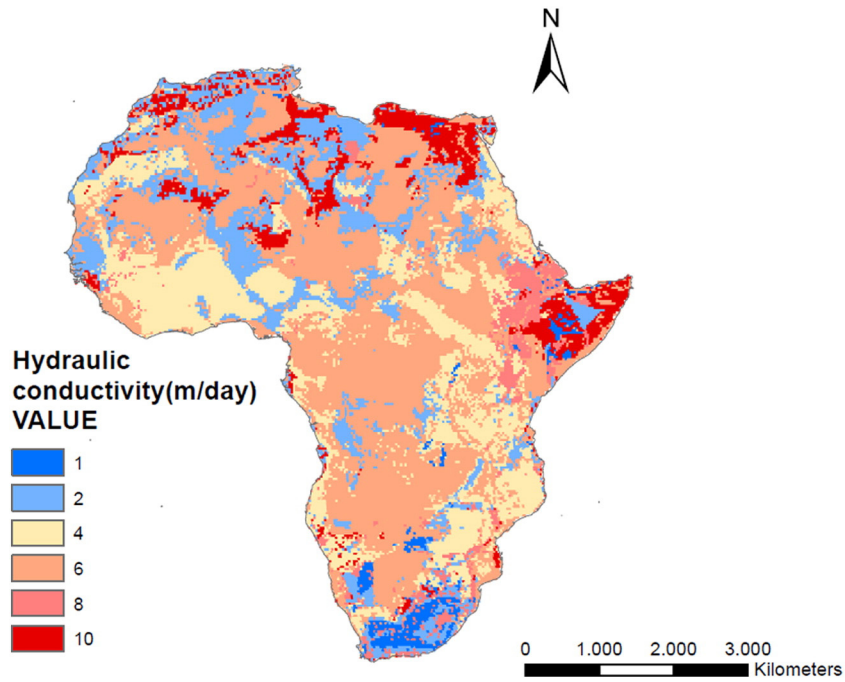 N
Hydraulic
conductivity(m/day)
VALUE
1
2
4
6
8
10
0 1.000 2.000 3.000
Kilometers